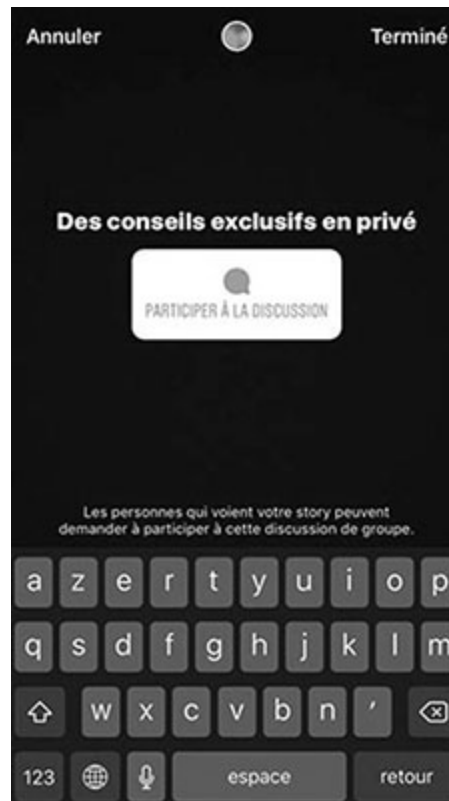 Annuler Terminé
Des conseils exclusifs en privé
PARTICIPER À LA DISCUSSION
Les personnes qui voient votre story peuvent
demander à participer à cette discussion de groupe.
a z e r t y u i o p
q s d f g h j k l m
w x c v b n ’
123 espace retour